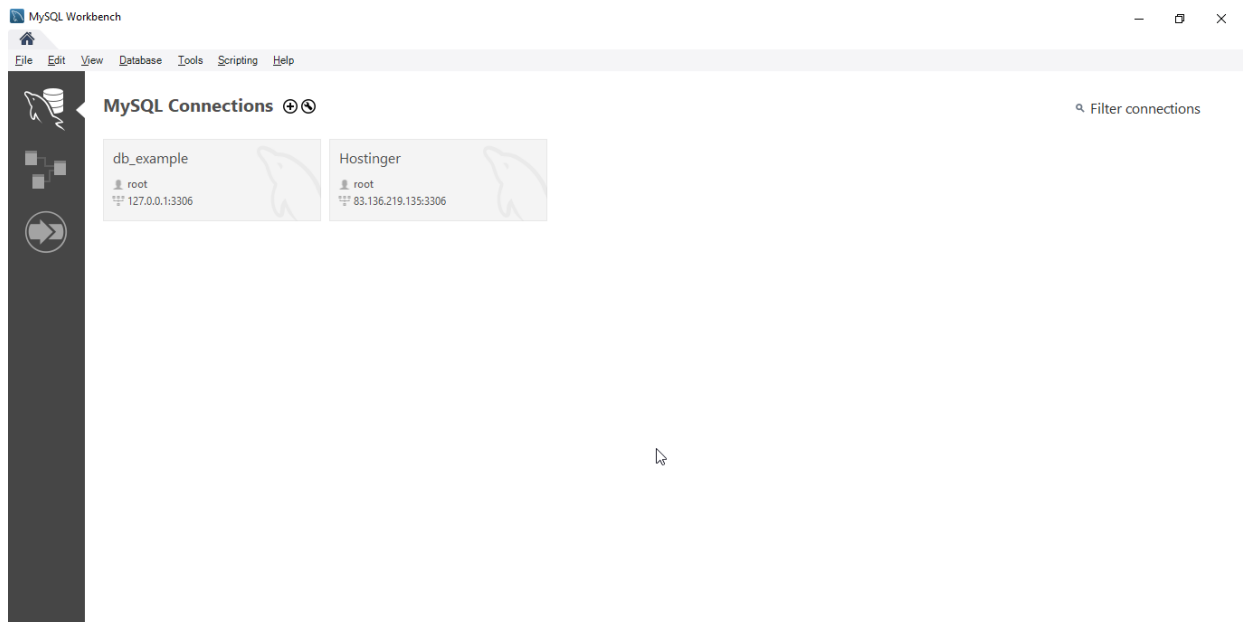 MySQL Workbench
File Edit View Database Tools Scripting Help
MySQL Connections
Filter connections
db_example
root
127.0.0.1:3306
Hostinger
root
83.136.219.135:3306